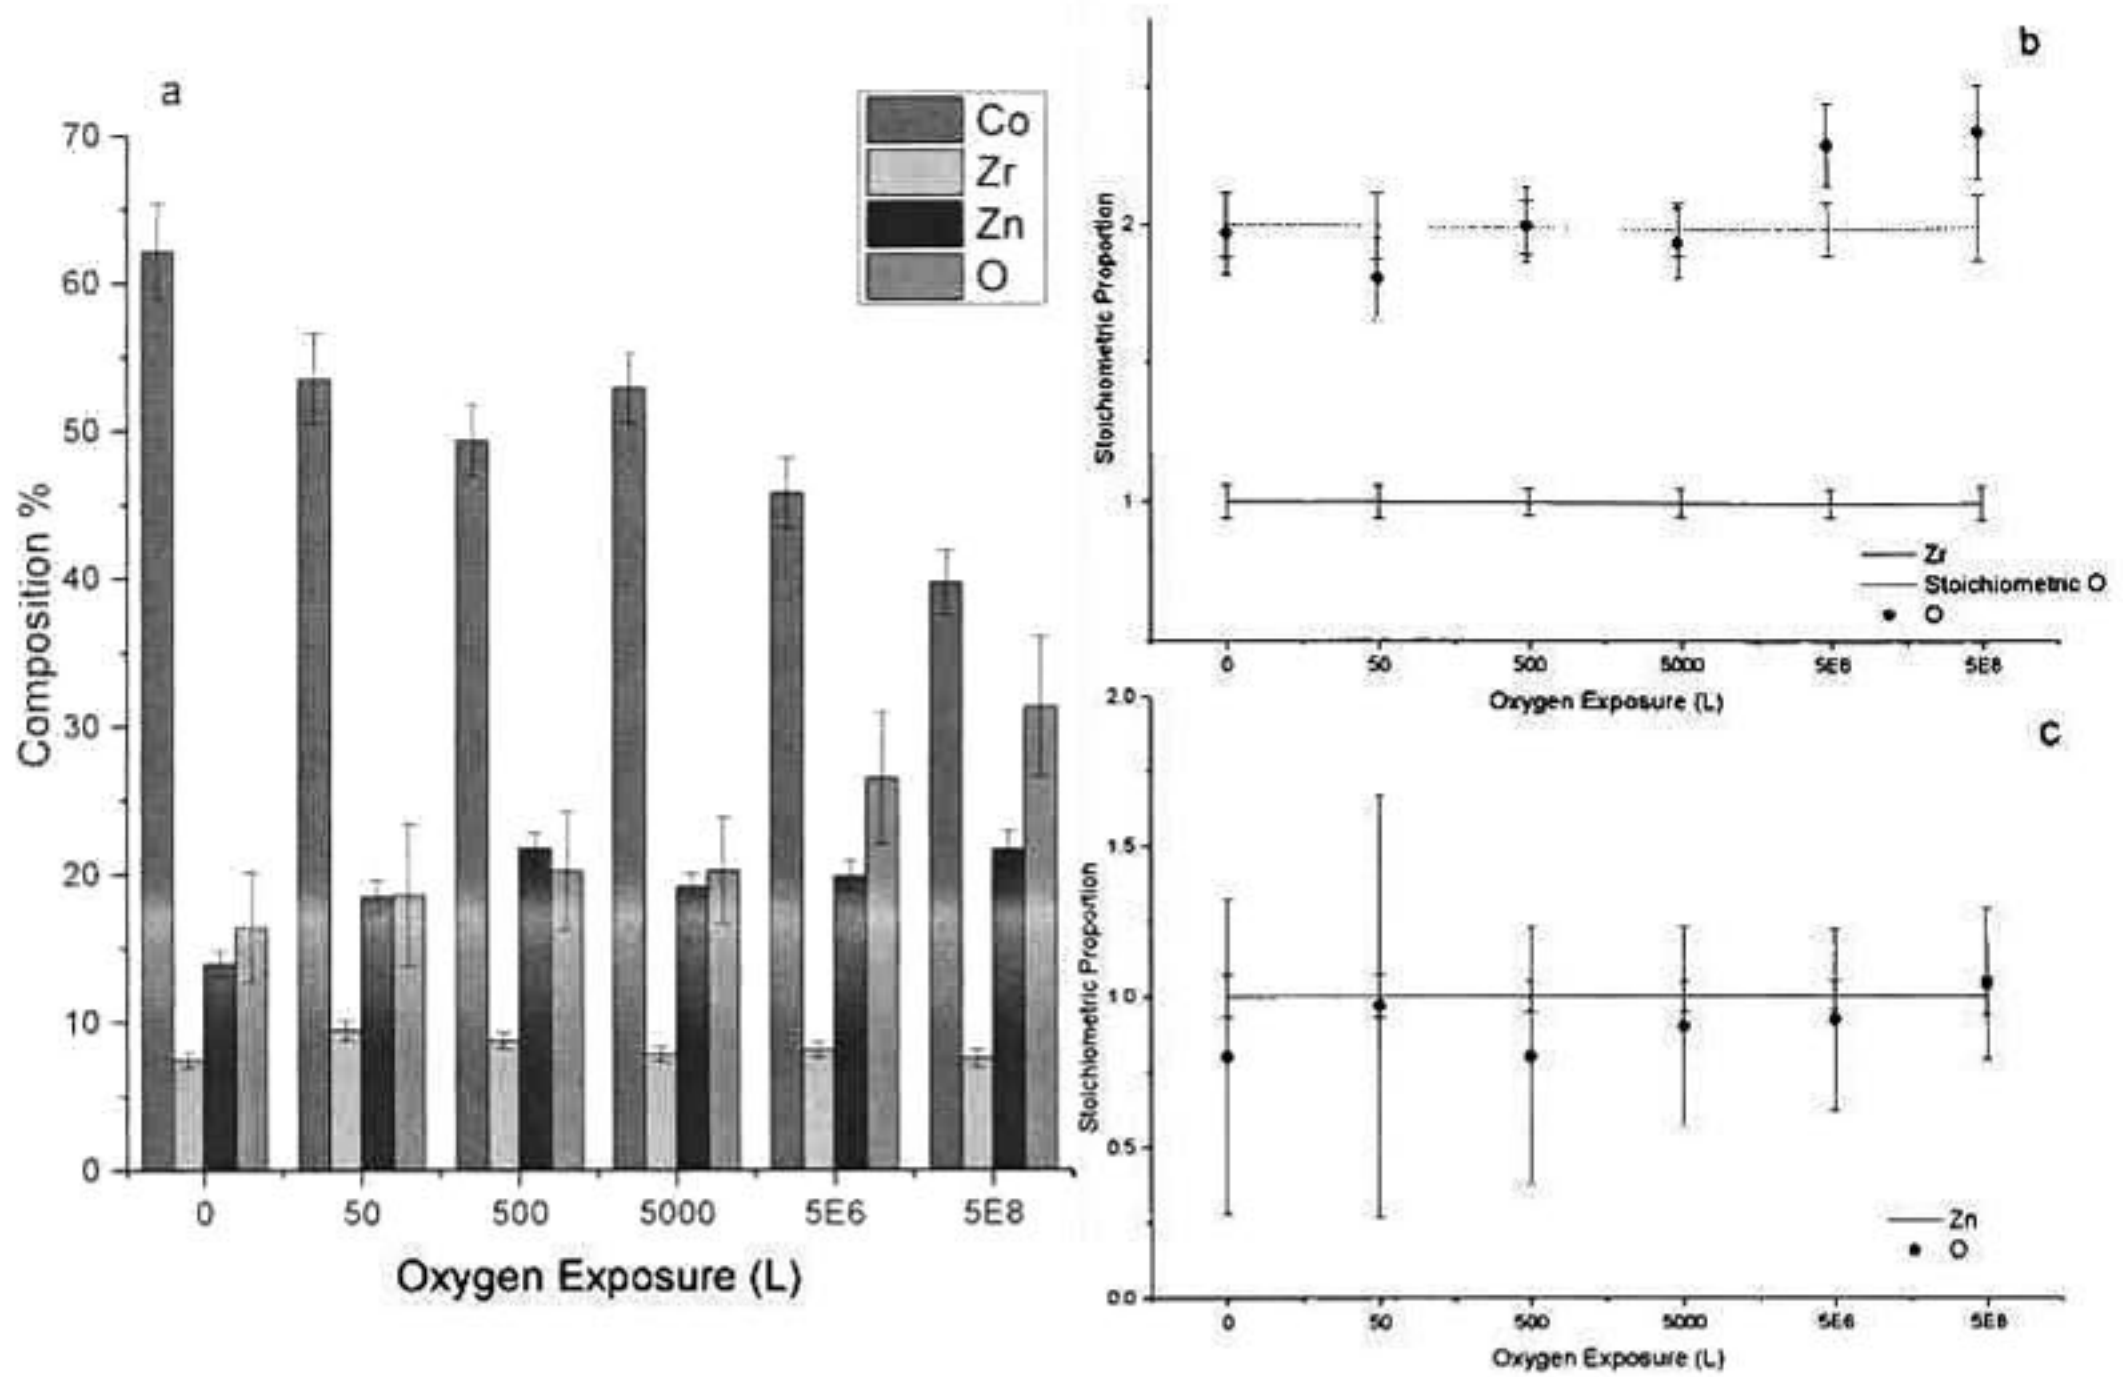 a
Co
Zr
Zn
O
70
60
50
40
30
20
10
0
Composition %
0 50 500 5000 5E6 5E8
Oxygen Exposure (L)
b
2
1
Stoichiometric Proportion
Zr
Stoichiometric O
O
0 50 500 5000 5E6 5E8
Oxygen Exposure (L)
c
2.0
1.5
1.0
0.5
0.0
Stoichiometric Proportion
Zn
O
0 50 500 5000 5E6 5E8
Oxygen Exposure (L)